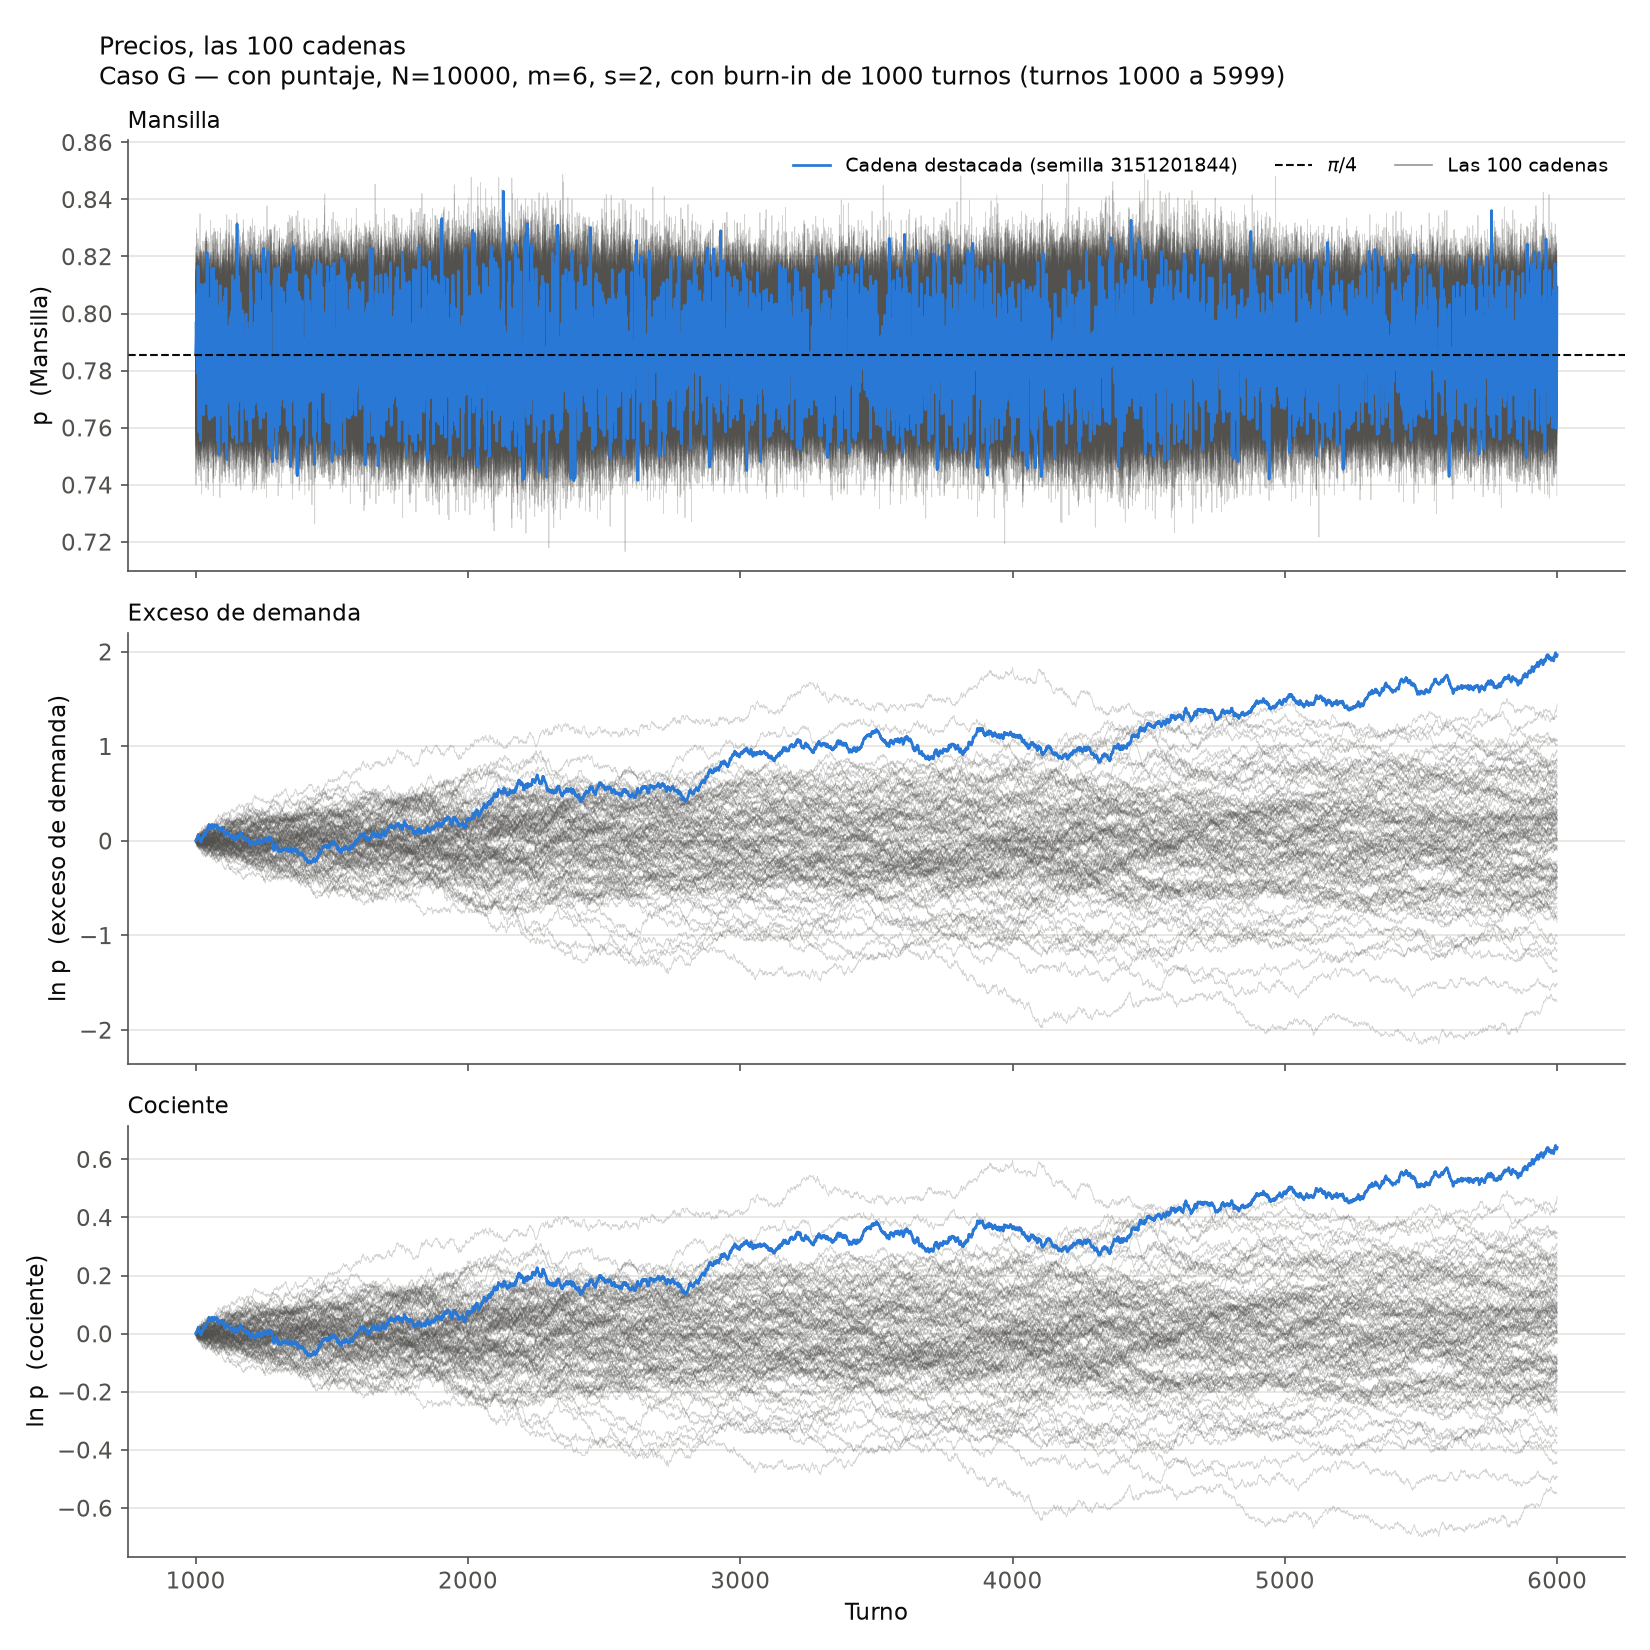 Precios, las 100 cadenas
Caso G — con puntaje, N=10000, m=6, s=2, con burn-in de 1000 turnos (turnos 1000 a 5999)
Mansilla
Cadena destacada (semilla 3151201844)
π/4
Las 100 cadenas
0.86
0.84
0.82
0.80
0.78
0.76
0.74
0.72
p (Mansilla)
Exceso de demanda
2
1
0
−1
−2
ln p (exceso de demanda)
Cociente
0.6
0.4
0.2
0.0
−0.2
−0.4
−0.6
ln p (cociente)
1000
2000
3000
4000
5000
6000
Turno